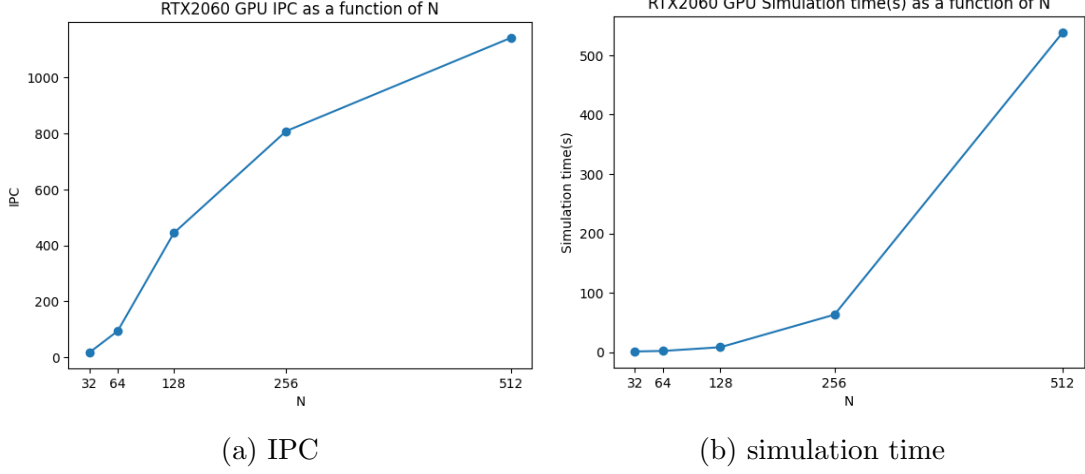 RTX2060 GPU IPC as a function of N
1000
800
600
400
200
0
IPC
32 64 128 256 512
N
(a) IPC
RTX2060 GPU Simulation time(s) as a function of N
500
400
300
200
100
0
Simulation time(s)
32 64 128 256 512
N
(b) simulation time